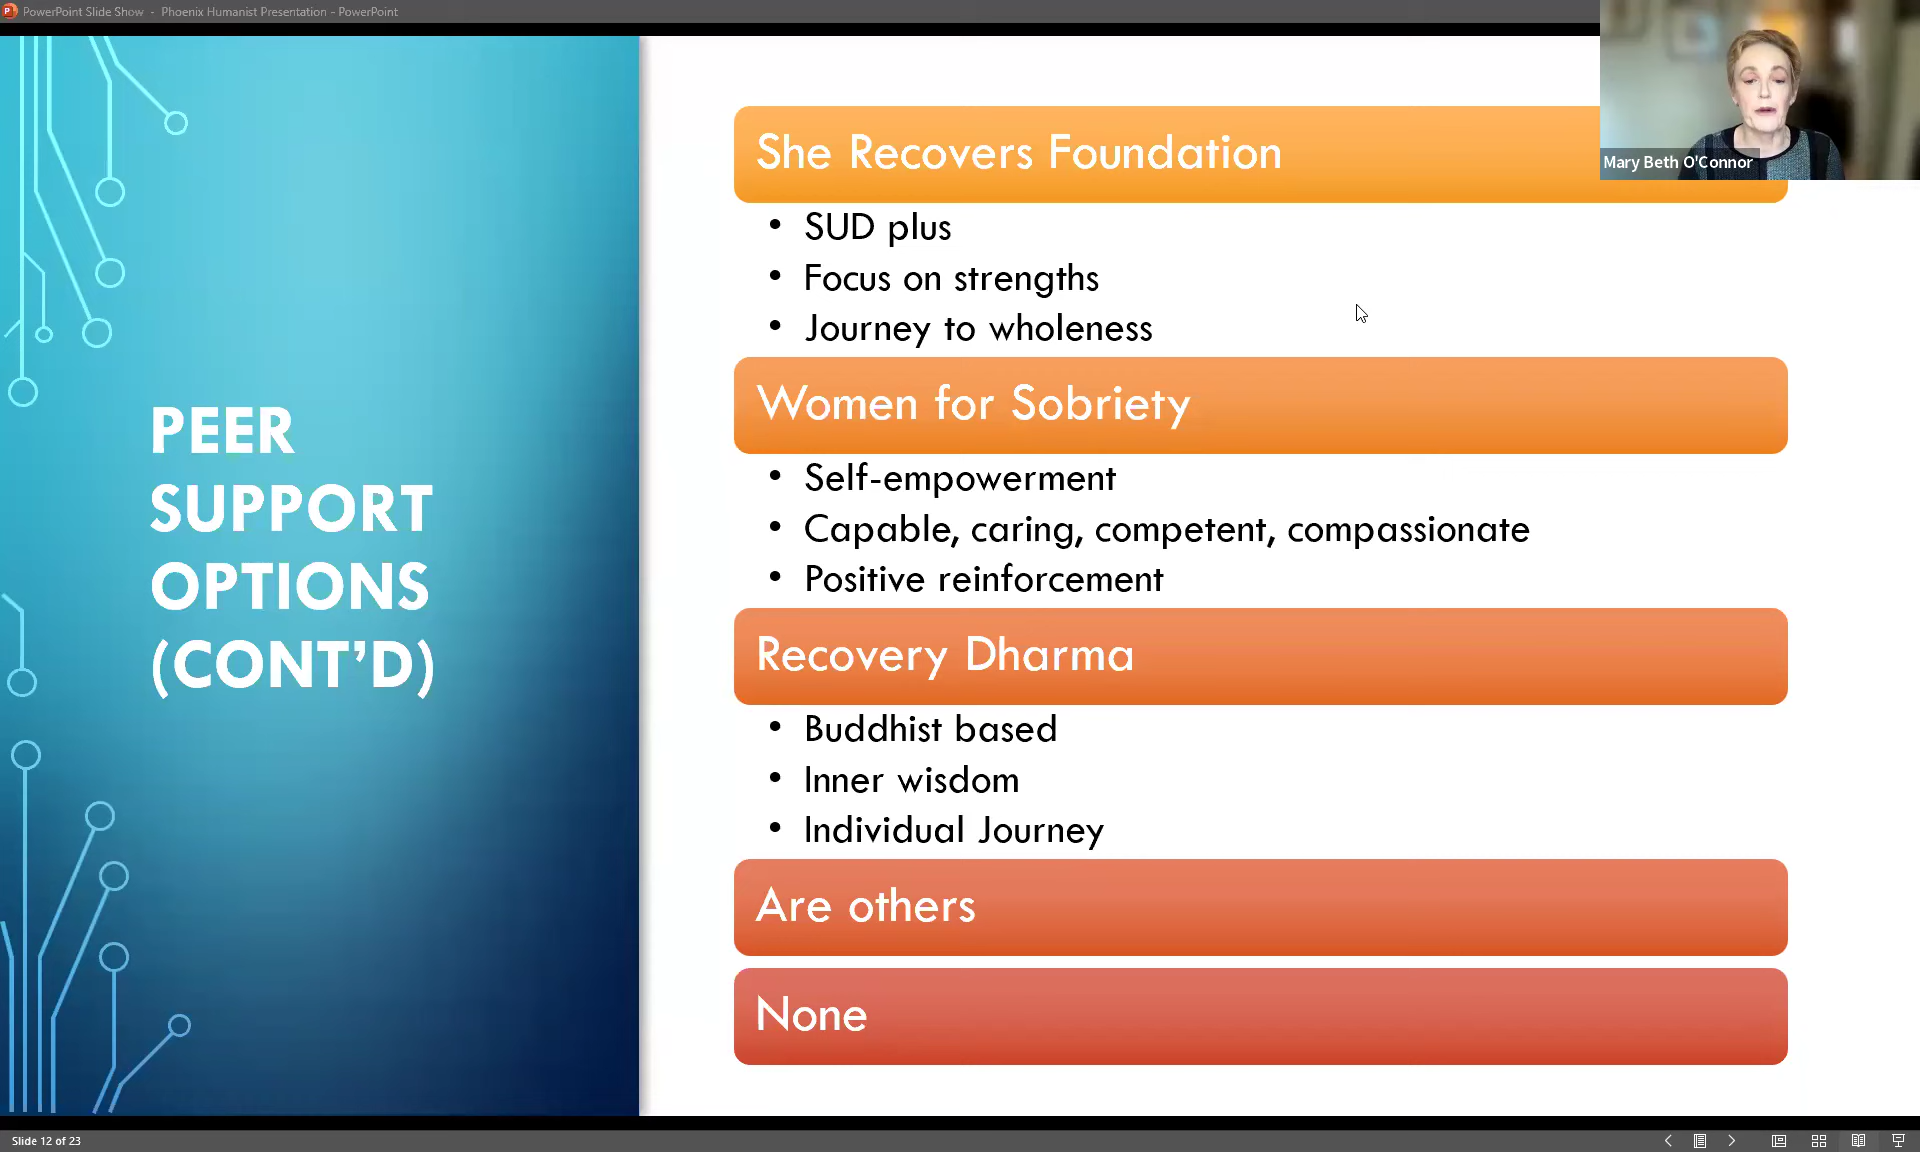 PowerPoint Slide Show - Phoenix Humanist Presentation - PowerPoint
Mary Beth O'Connor
PEER
SUPPORT
OPTIONS
(CONT’D)
She Recovers Foundation
• SUD plus
• Focus on strengths
• Journey to wholeness
Women for Sobriety
• Self-empowerment
• Capable, caring, competent, compassionate
• Positive reinforcement
Recovery Dharma
• Buddhist based
• Inner wisdom
• Individual Journey
Are others
None
Slide 12 of 23